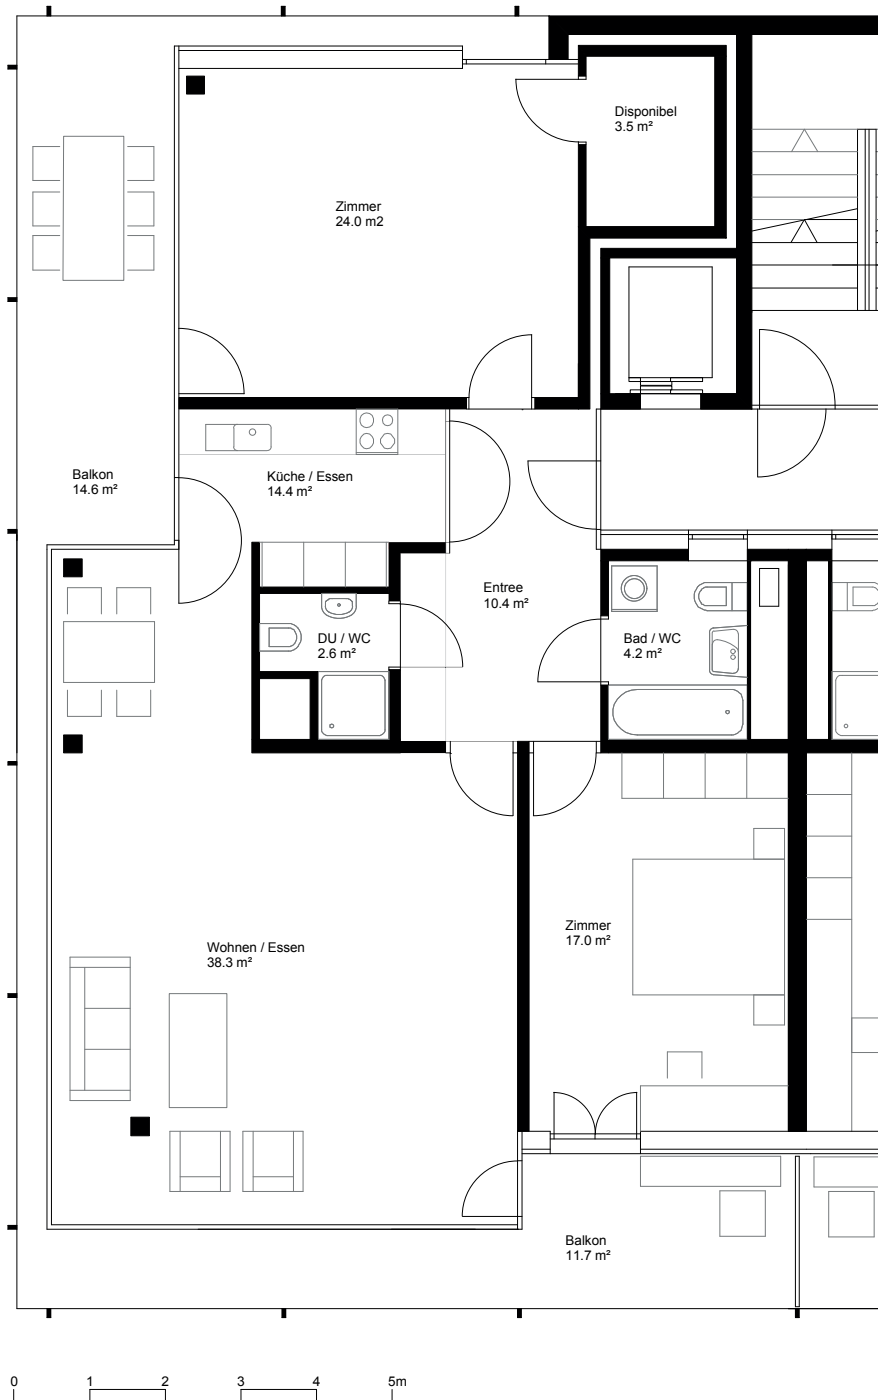 Disponibel
3.5 m²
Zimmer
24.0 m2
Balkon
14.6 m²
Küche / Essen
14.4 m²
Entree
10.4 m²
DU / WC
2.6 m²
Bad / WC
4.2 m²
Zimmer
17.0 m²
Wohnen / Essen
38.3 m²
Balkon
11.7 m²
0 1 2 3 4 5m